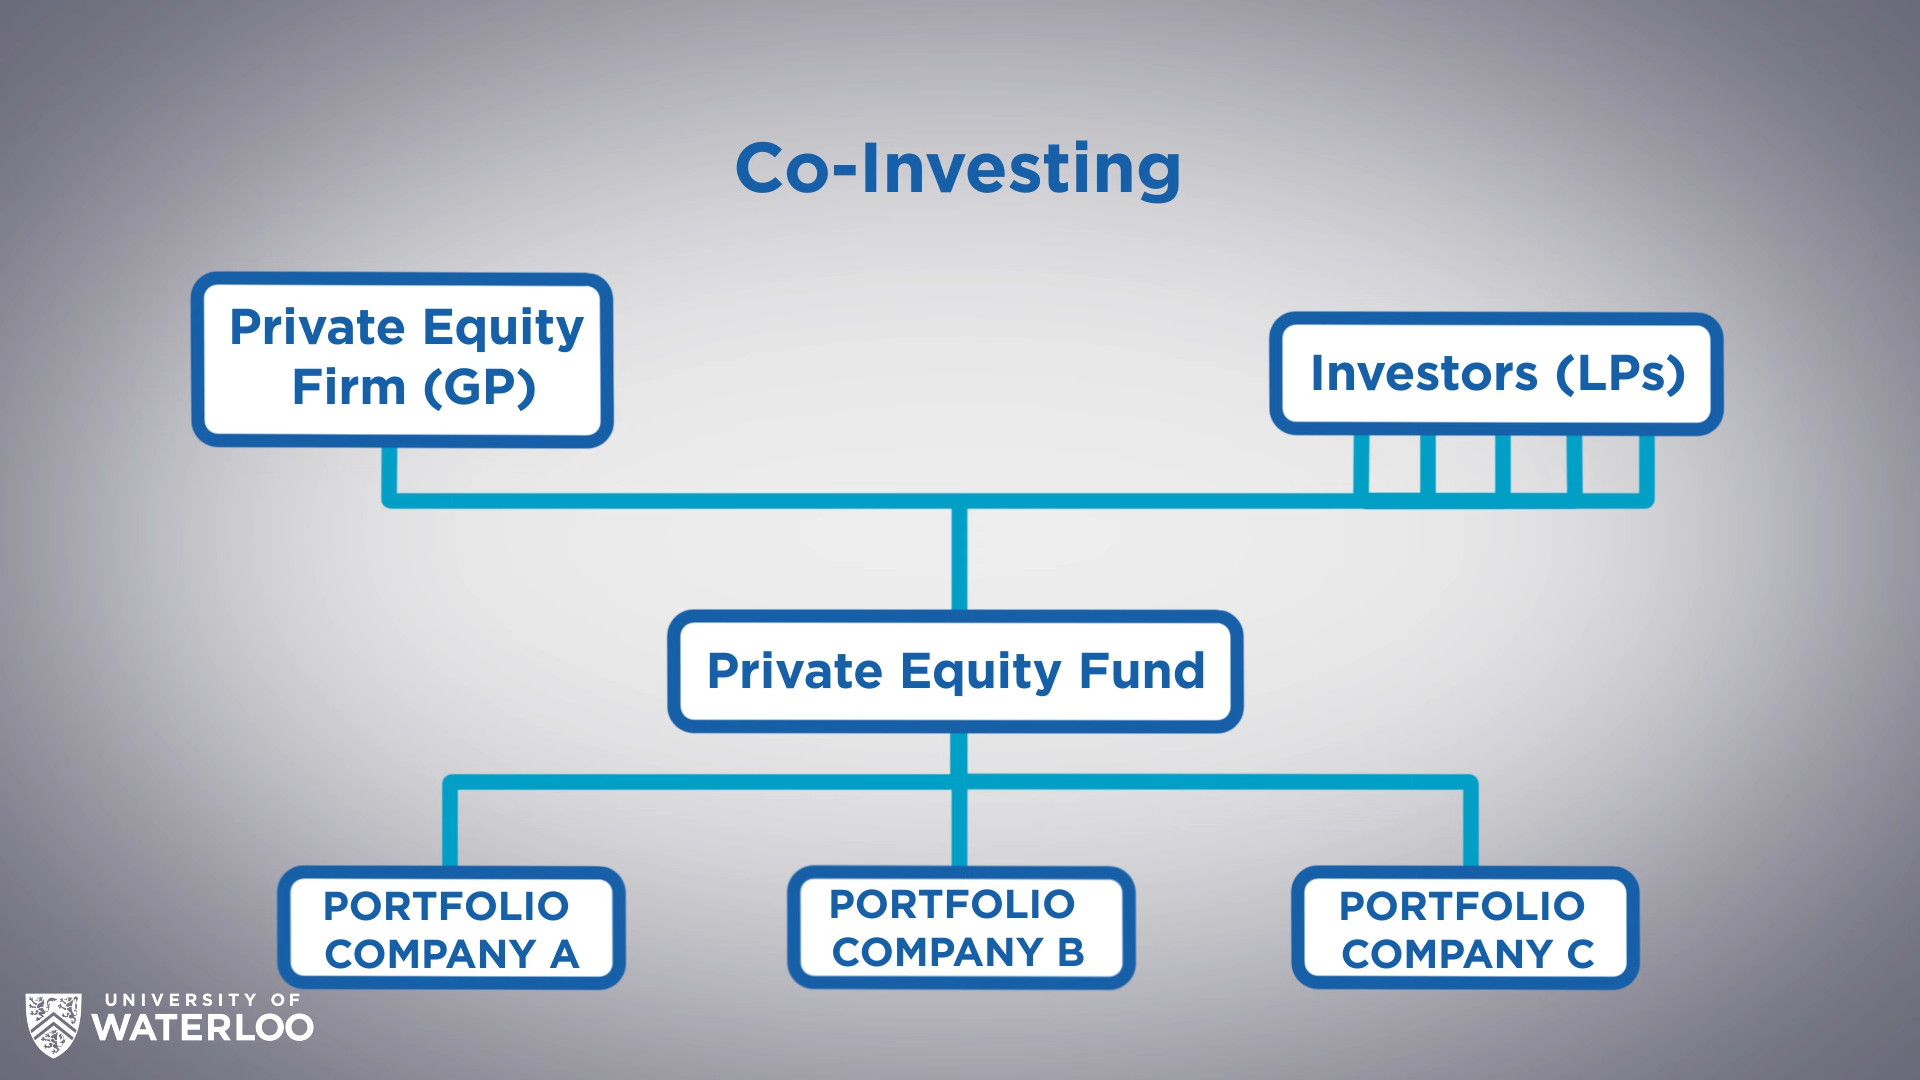 Co-Investing
Private Equity
Firm (GP)
Investors (LPs)
Private Equity Fund
PORTFOLIO
COMPANY A
PORTFOLIO
COMPANY B
PORTFOLIO
COMPANY C
UNIVERSITY OF
WATERLOO